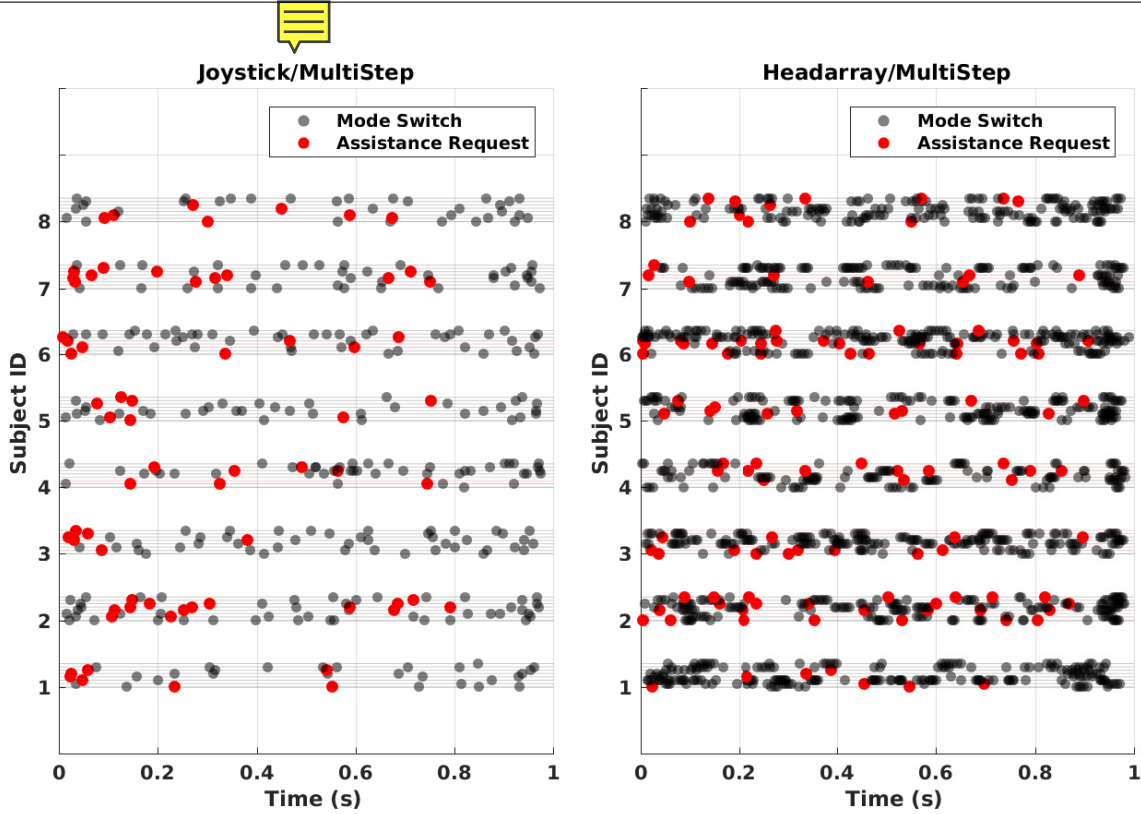 Joystick/MultiStep
Mode Switch
Assistance Request
Subject ID
8
7
6
5
4
3
2
1
0
0.2
0.4
0.6
0.8
1
Time (s)
Headarray/MultiStep
Mode Switch
Assistance Request
Subject ID
8
7
6
5
4
3
2
1
0
0.2
0.4
0.6
0.8
1
Time (s)